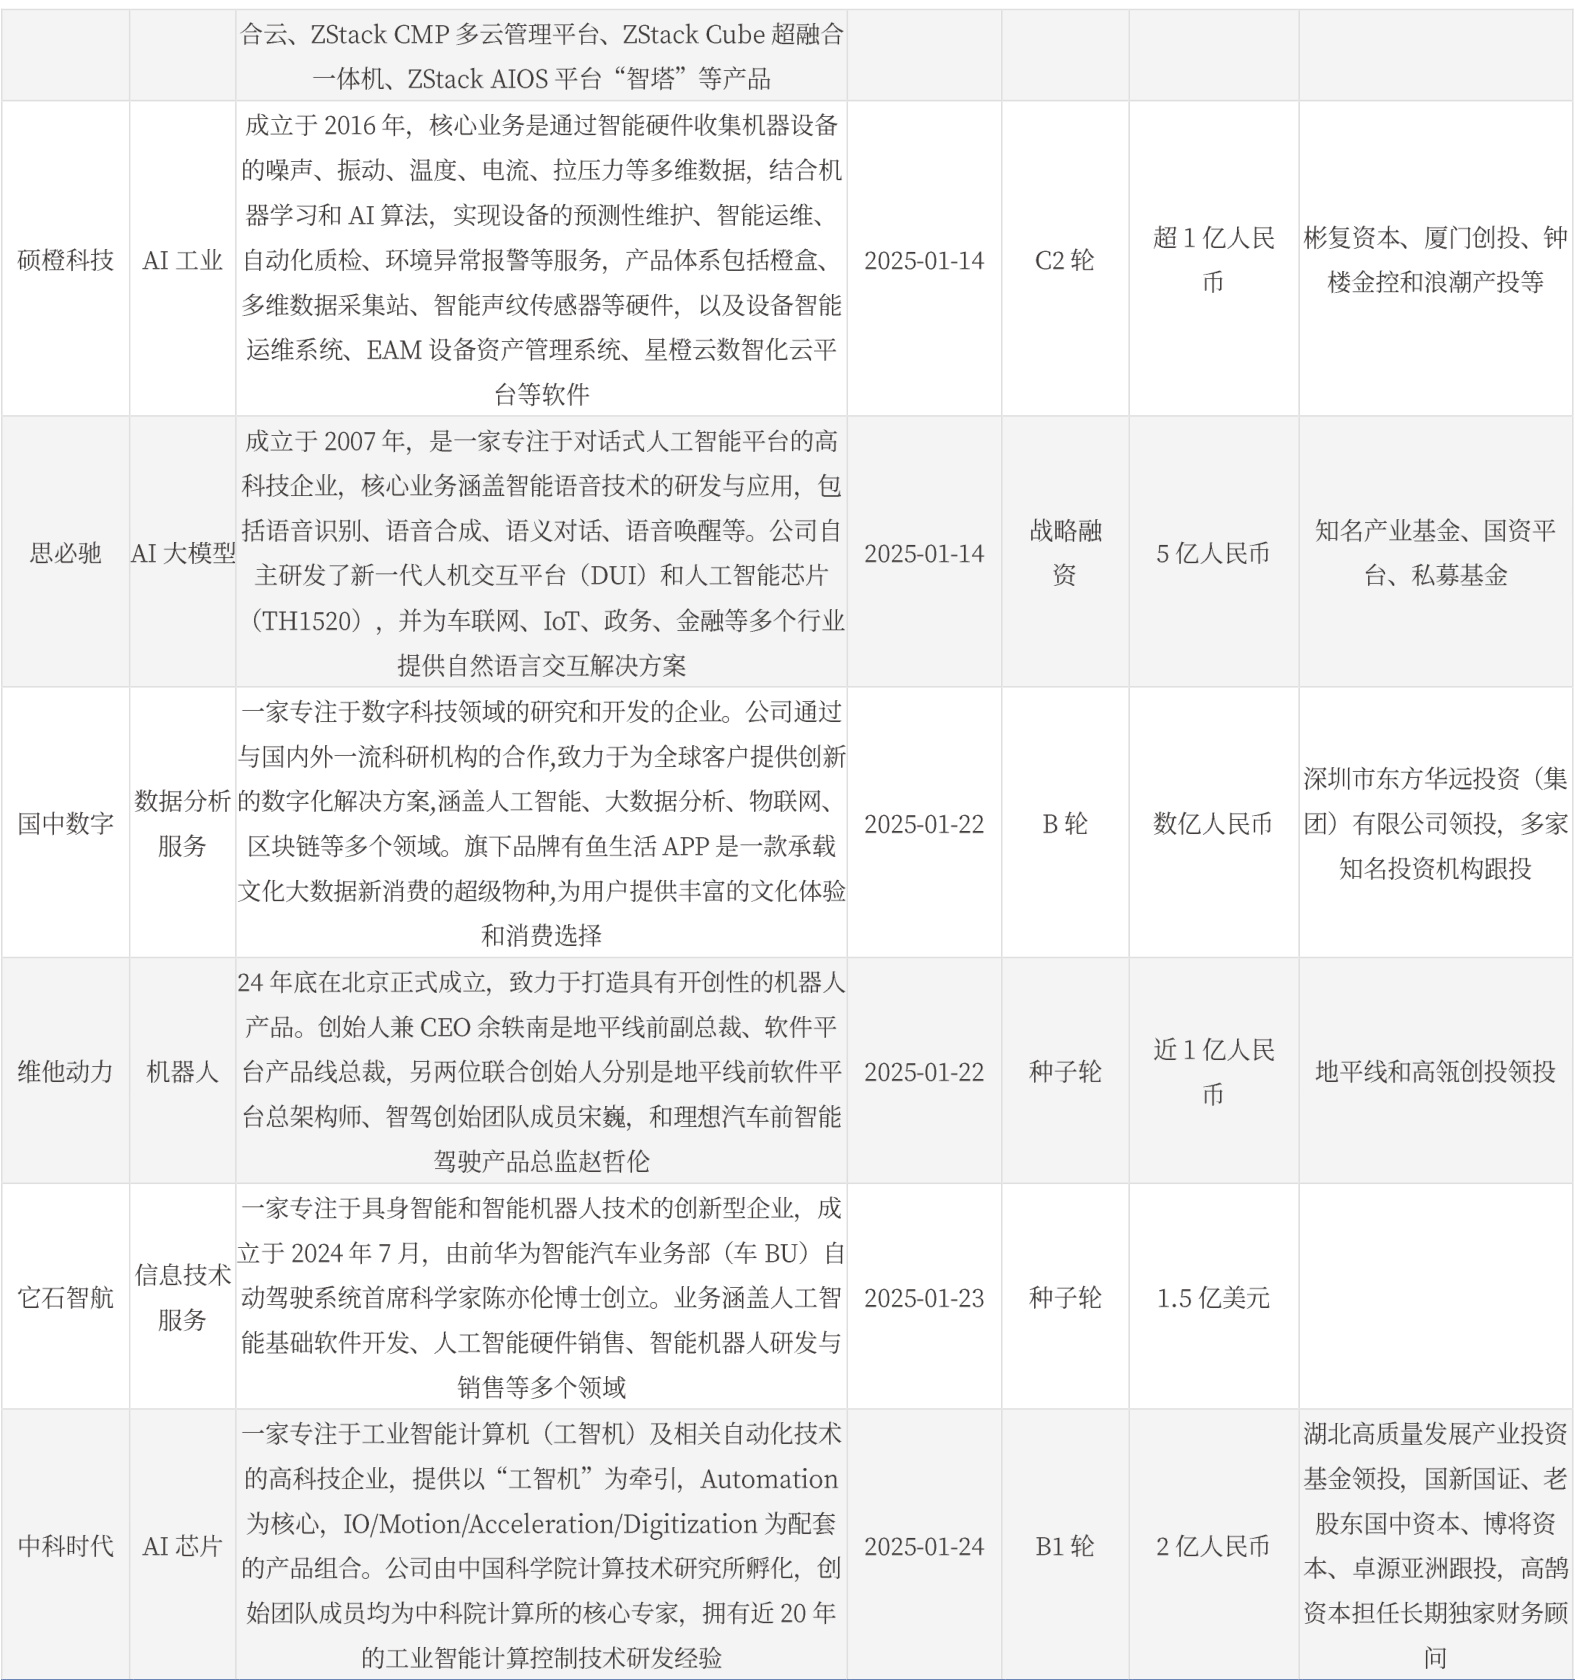 合云、ZStack CMP 多云管理平台、ZStack Cube 超融合
一体机、ZStack AIOS 平台“智塔”等产品
硕橙科技
AI 工业
成立于 2016 年，核心业务是通过智能硬件收集机器设备
的噪声、振动、温度、电流、拉压力等多维数据，结合机
器学习和 AI 算法，实现设备的预测性维护、智能运维、
自动化质检、环境异常报警等服务，产品体系包括橙盒、
多维数据采集站、智能声纹传感器等硬件，以及设备智能
运维系统、EAM 设备资产管理系统、星橙云数智化云平
台等软件
2025-01-14
C2 轮
超 1 亿人民
币
彬复资本、厦门创投、钟
楼金控和浪潮产投等
思必驰
AI 大模型
成立于 2007 年，是一家专注于对话式人工智能平台的高
科技企业，核心业务涵盖智能语音技术的研发与应用，包
括语音识别、语音合成、语义对话、语音唤醒等。公司自
主研发了新一代人机交互平台（DUI）和人工智能芯片
（TH1520），并为车联网、IoT、政务、金融等多个行业
提供自然语言交互解决方案
2025-01-14
战略融
资
5 亿人民币
知名产业基金、国资平
台、私募基金
国中数字
数据分析
服务
一家专注于数字科技领域的研究和开发的企业。公司通过
与国内外一流科研机构的合作,致力于为全球客户提供创新
的数字化解决方案,涵盖人工智能、大数据分析、物联网、
区块链等多个领域。旗下品牌有鱼生活 APP 是一款承载
文化大数据新消费的超级物种,为用户提供丰富的文化体验
和消费选择
2025-01-22
B 轮
数亿人民币
深圳市东方华远投资（集
团）有限公司领投，多家
知名投资机构跟投
维他动力
机器人
24 年底在北京正式成立，致力于打造具有开创性的机器人
产品。创始人兼 CEO 余轶南是地平线前副总裁、软件平
台产品线总裁，另两位联合创始人分别是地平线前软件平
台总架构师、智驾创始团队成员宋巍，和理想汽车前智能
驾驶产品总监赵哲伦
2025-01-22
种子轮
近 1 亿人民
币
地平线和高瓴创投领投
它石智航
信息技术
服务
一家专注于具身智能和智能机器人技术的创新型企业，成
立于 2024 年 7 月，由前华为智能汽车业务部（车 BU）自
动驾驶系统首席科学家陈亦伦博士创立。业务涵盖人工智
能基础软件开发、人工智能硬件销售、智能机器人研发与
销售等多个领域
2025-01-23
种子轮
1.5 亿美元
中科时代
AI 芯片
一家专注于工业智能计算机（工智机）及相关自动化技术
的高科技企业，提供以“工智机”为牵引，Automation
为核心，IO/Motion/Acceleration/Digitization 为配套
的产品组合。公司由中国科学院计算技术研究所孵化，创
始团队成员均为中科院计算所的核心专家，拥有近 20 年
的工业智能计算控制技术研发经验
2025-01-24
B1 轮
2 亿人民币
湖北高质量发展产业投资
基金领投，国新国证、老
股东国中资本、博将资
本、卓源亚洲跟投，高鹄
资本担任长期独家财务顾
问